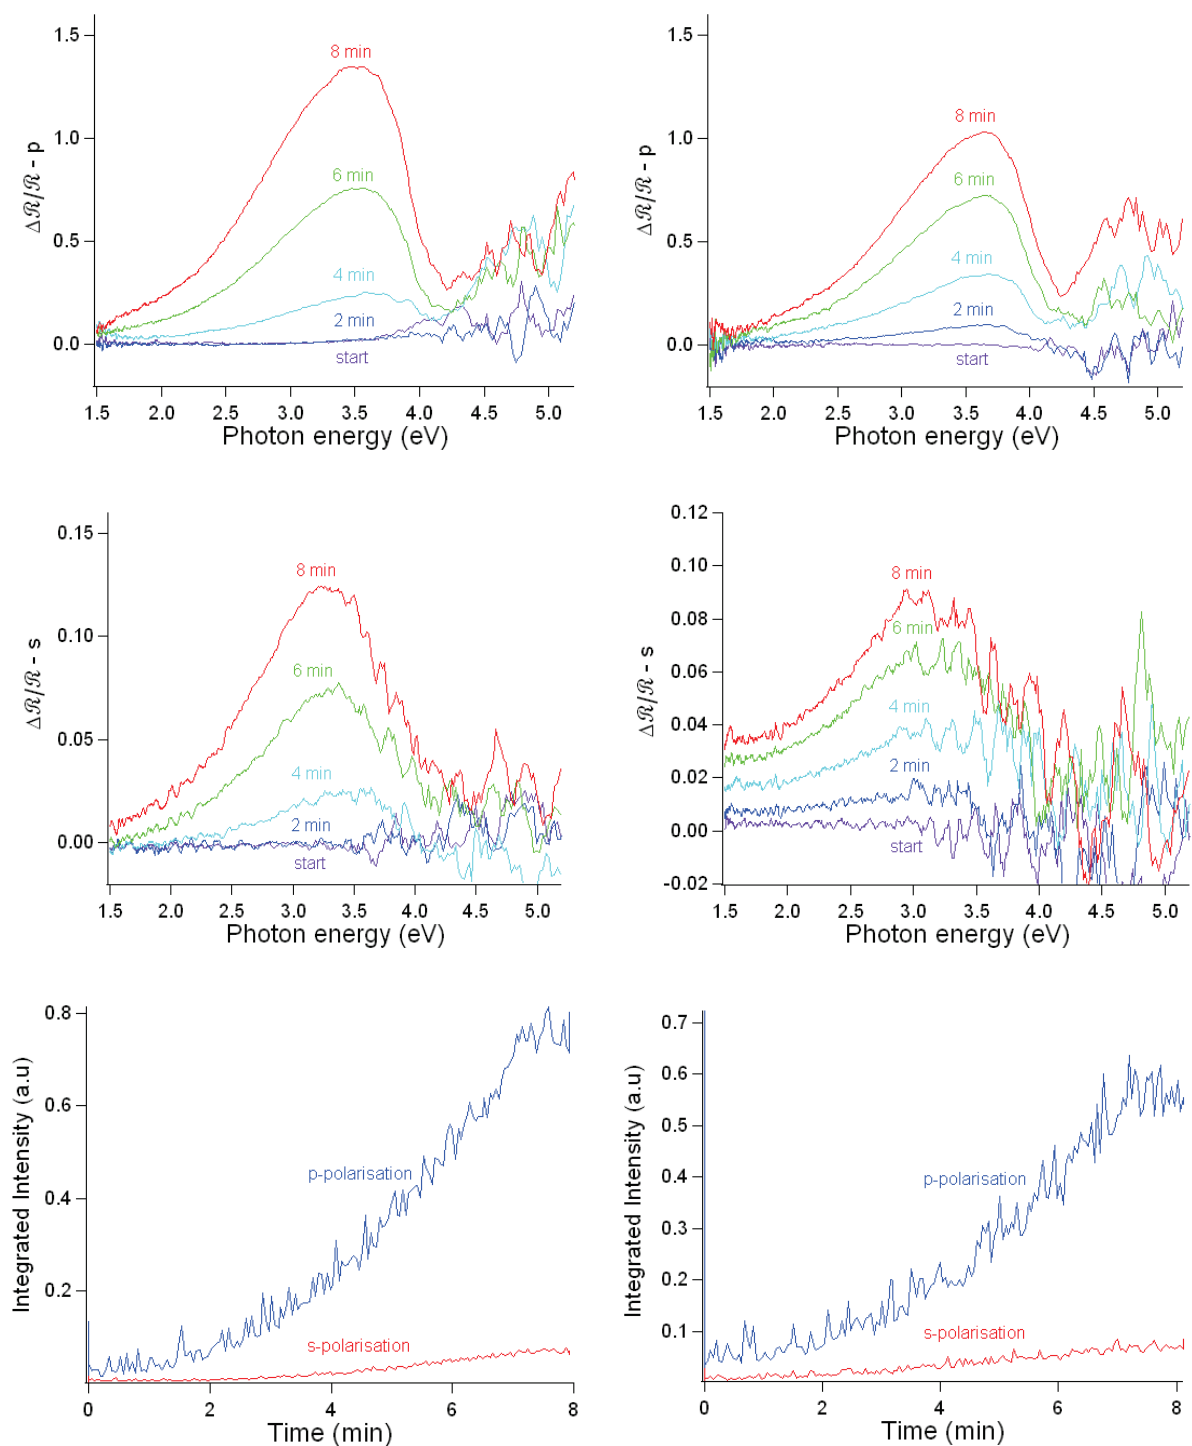 1.5
1.0
0.5
0.0
Δℛ/ℛ - p
8 min
6 min
4 min
2 min
start
1.5 2.0 2.5 3.0 3.5 4.0 4.5 5.0
Photon energy (eV)
1.5
1.0
0.5
0.0
Δℛ/ℛ - p
8 min
6 min
4 min
2 min
start
1.5 2.0 2.5 3.0 3.5 4.0 4.5 5.0
Photon energy (eV)
0.15
0.10
0.05
0.00
Δℛ/ℛ - s
8 min
6 min
4 min
2 min
start
1.5 2.0 2.5 3.0 3.5 4.0 4.5 5.0
Photon energy (eV)
0.12
0.10
0.08
0.06
0.04
0.02
0.00
-0.02
Δℛ/ℛ - s
8 min
6 min
4 min
2 min
start
1.5 2.0 2.5 3.0 3.5 4.0 4.5 5.0
Photon energy (eV)
0.8
0.6
0.4
0.2
Integrated Intensity (a.u)
p-polarisation
s-polarisation
0 2 4 6 8
Time (min)
0.7
0.6
0.5
0.4
0.3
0.2
0.1
Integrated Intensity (a.u)
p-polarisation
s-polarisation
0 2 4 6 8
Time (min)